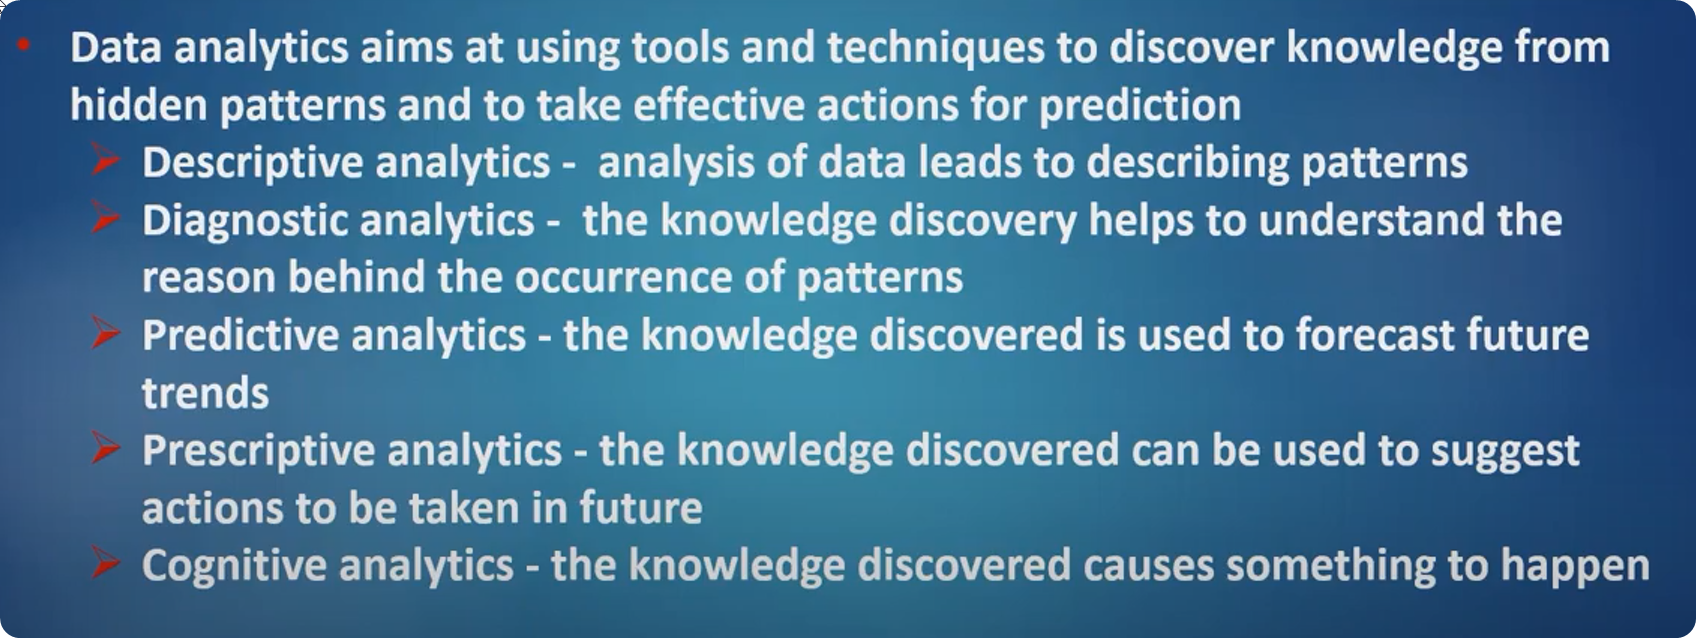 • Data analytics aims at using tools and techniques to discover knowledge from
hidden patterns and to take effective actions for prediction
➢ Descriptive analytics -  analysis of data leads to describing patterns
➢ Diagnostic analytics -  the knowledge discovery helps to understand the
reason behind the occurrence of patterns
➢ Predictive analytics - the knowledge discovered is used to forecast future
trends
➢ Prescriptive analytics - the knowledge discovered can be used to suggest
actions to be taken in future
➢ Cognitive analytics - the knowledge discovered causes something to happen